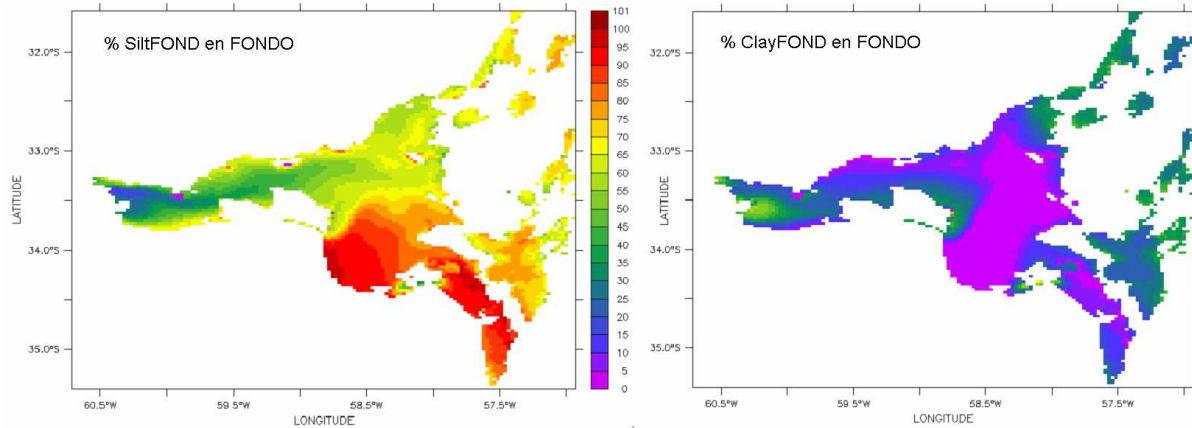 % SiltFOND en FONDO
32.0°S
33.0°S
34.0°S
35.0°S
LATITUDE
60.5°W 59.5°W 58.5°W 57.5°W
LONGITUDE
101
100
95
90
85
80
75
70
65
60
55
50
45
40
35
30
25
20
15
10
5
0
% ClayFOND en FONDO
32.0°S
33.0°S
34.0°S
35.0°S
LATITUDE
60.5°W 59.5°W 58.5°W 57.5°W
LONGITUDE